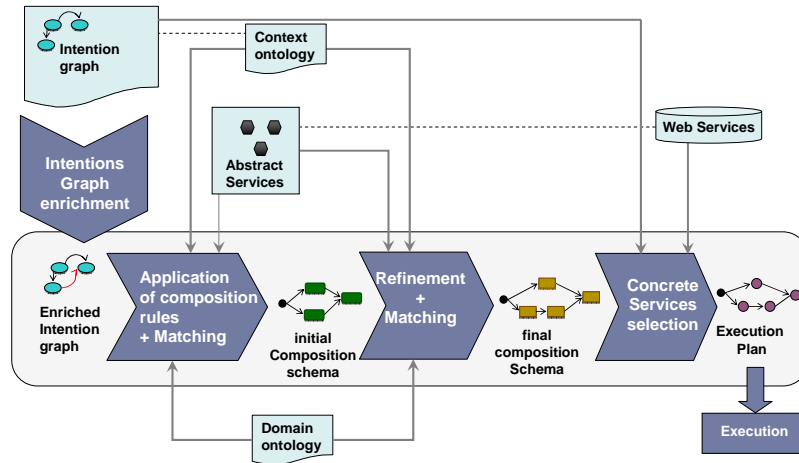 Intention
graph
Context
ontology
Abstract
Services
Web Services
Intentions
Graph
enrichment
Enriched
Intention
graph
Application
of composition
rules
+ Matching
initial
Composition
schema
Refinement
+
Matching
final
composition
Schema
Concrete
Services
selection
Execution
Plan
Domain
ontology
Execution